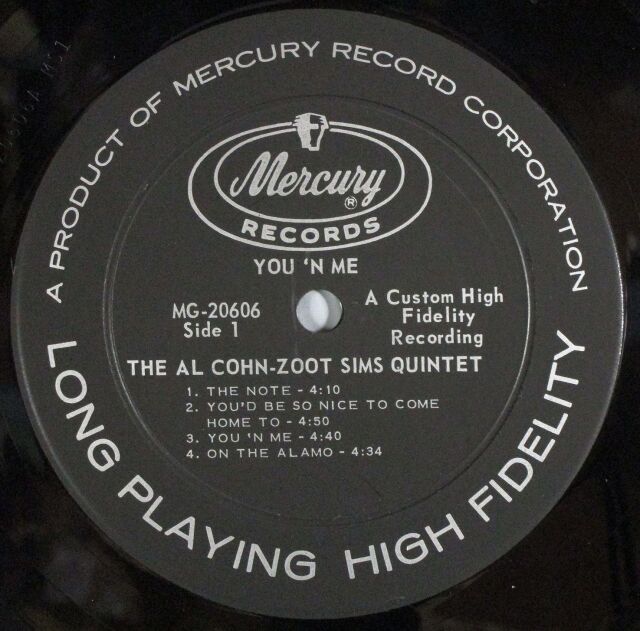 A PRODUCT OF MERCURY RECORD CORPORATION
Mercury
®
RECORDS
YOU 'N ME
MG-20606
Side 1
A Custom High
Fidelity
Recording
THE AL COHN-ZOOT SIMS QUINTET
1. THE NOTE - 4:10
2. YOU'D BE SO NICE TO COME
HOME TO - 4:50
3. YOU 'N ME - 4:40
4. ON THE ALAMO - 4:34
LONG PLAYING HIGH FIDELITY